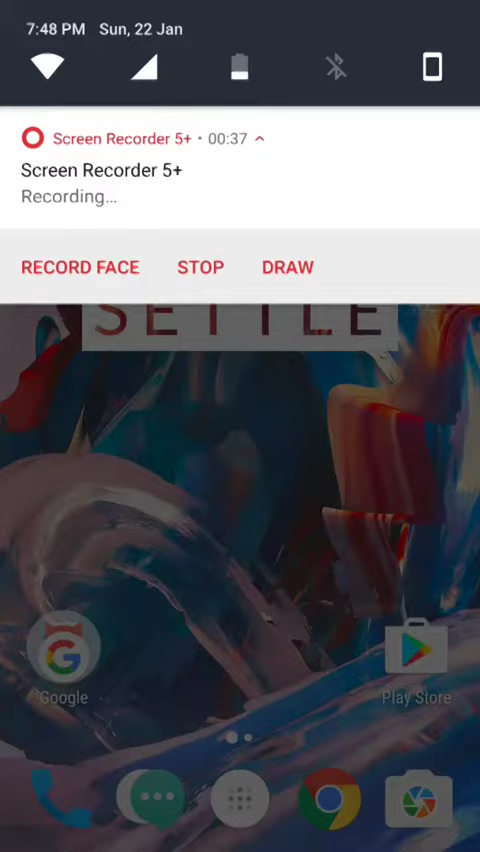 7:48 PM Sun, 22 Jan
Screen Recorder 5+ • 00:37
Screen Recorder 5+
Recording...
RECORD FACE STOP DRAW
SETTLE
Google Play Store